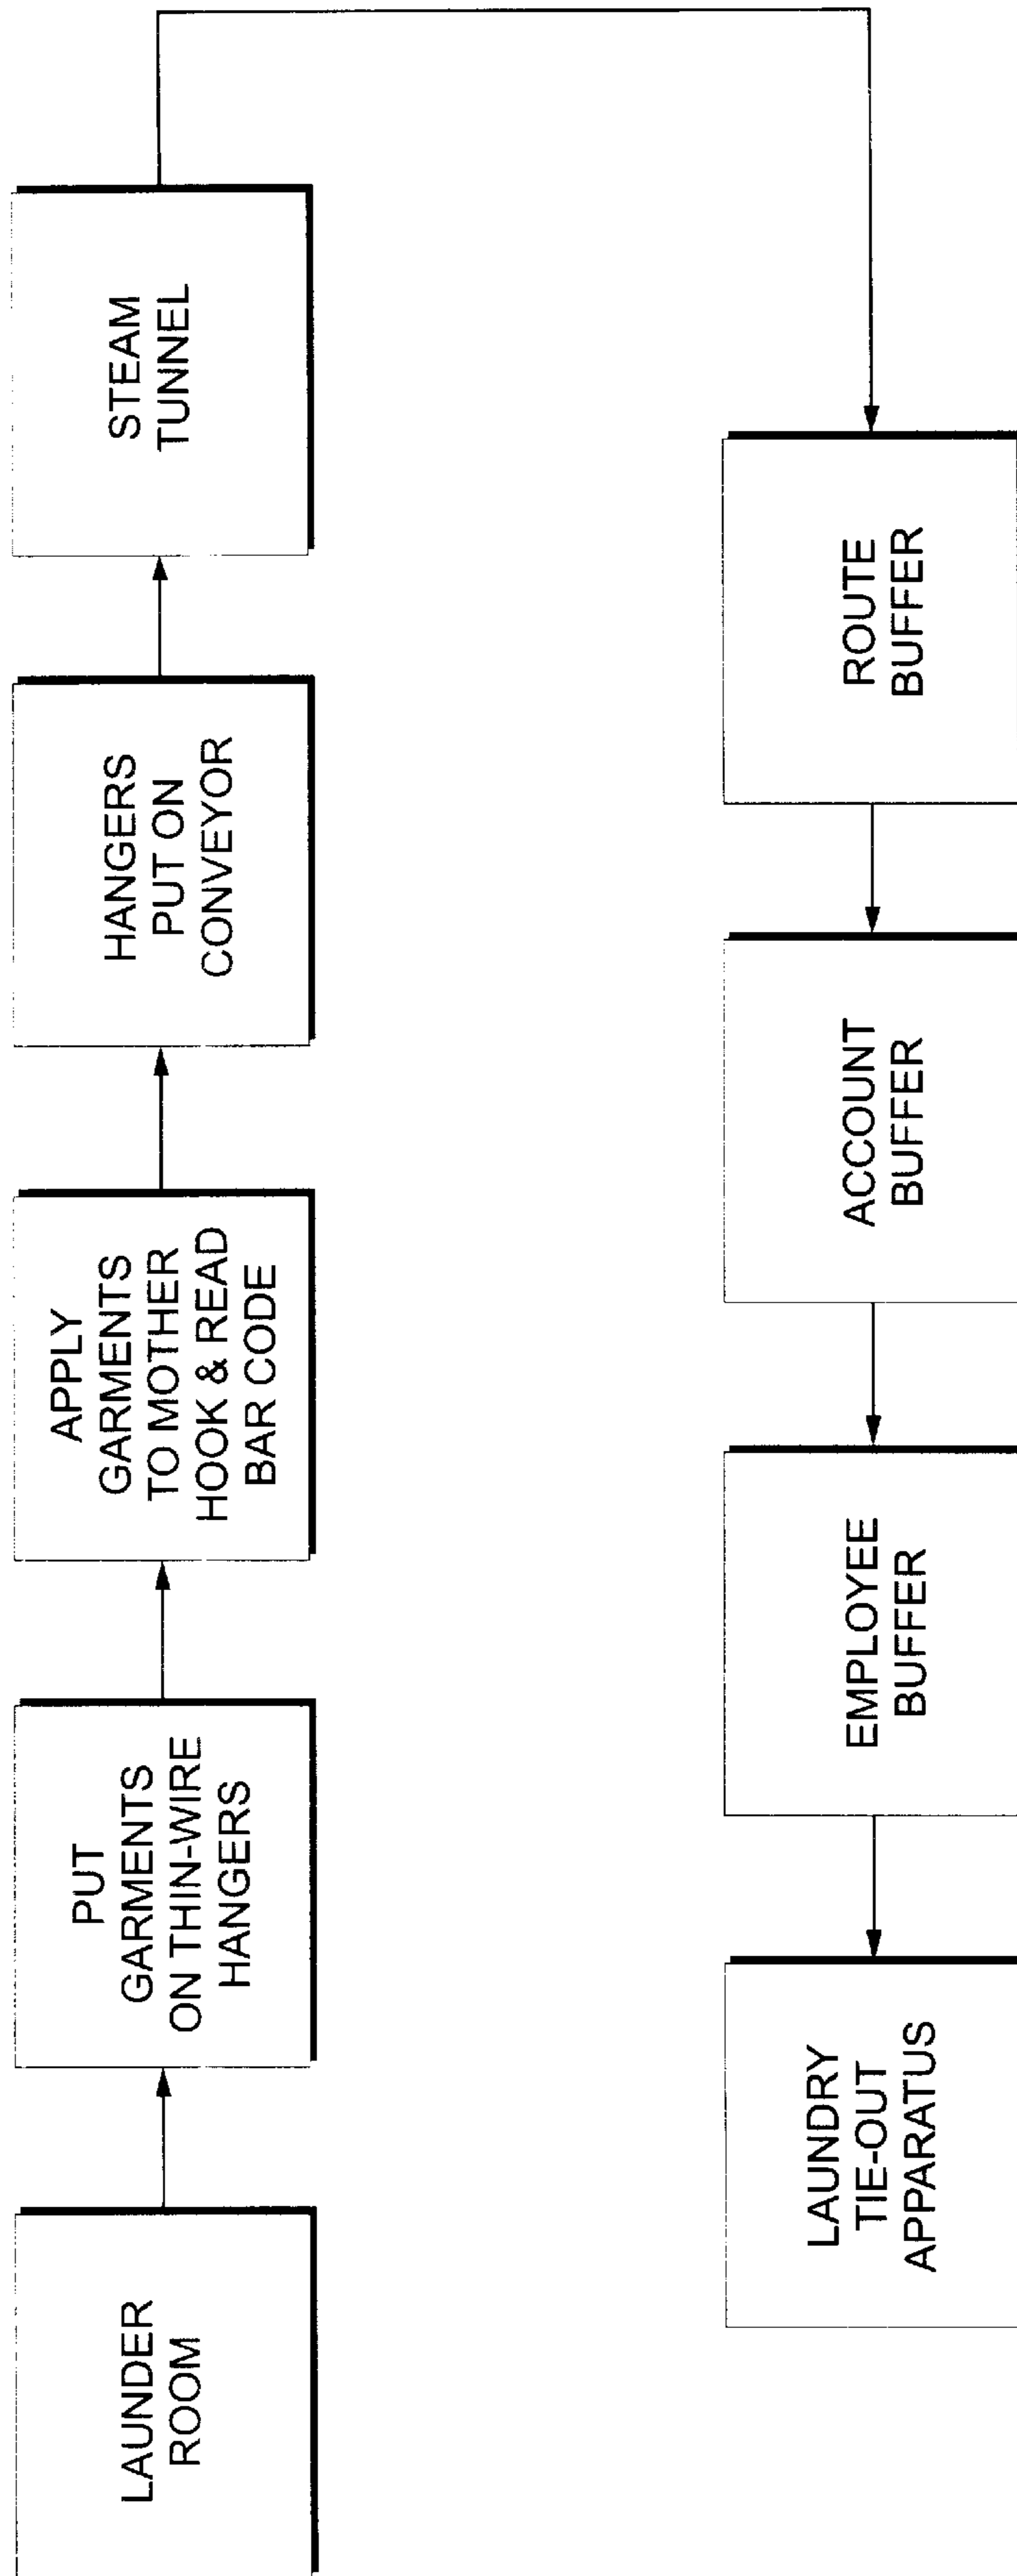 LAUNDER
ROOM
PUT
GARMENTS
ON THIN-WIRE
HANGERS
APPLY
GARMENTS
TO MOTHER
HOOK & READ
BAR CODE
HANGERS
PUT ON
CONVEYOR
STEAM
TUNNEL
ROUTE
BUFFER
ACCOUNT
BUFFER
EMPLOYEE
BUFFER
LAUNDRY
TIE-OUT
APPARATUS